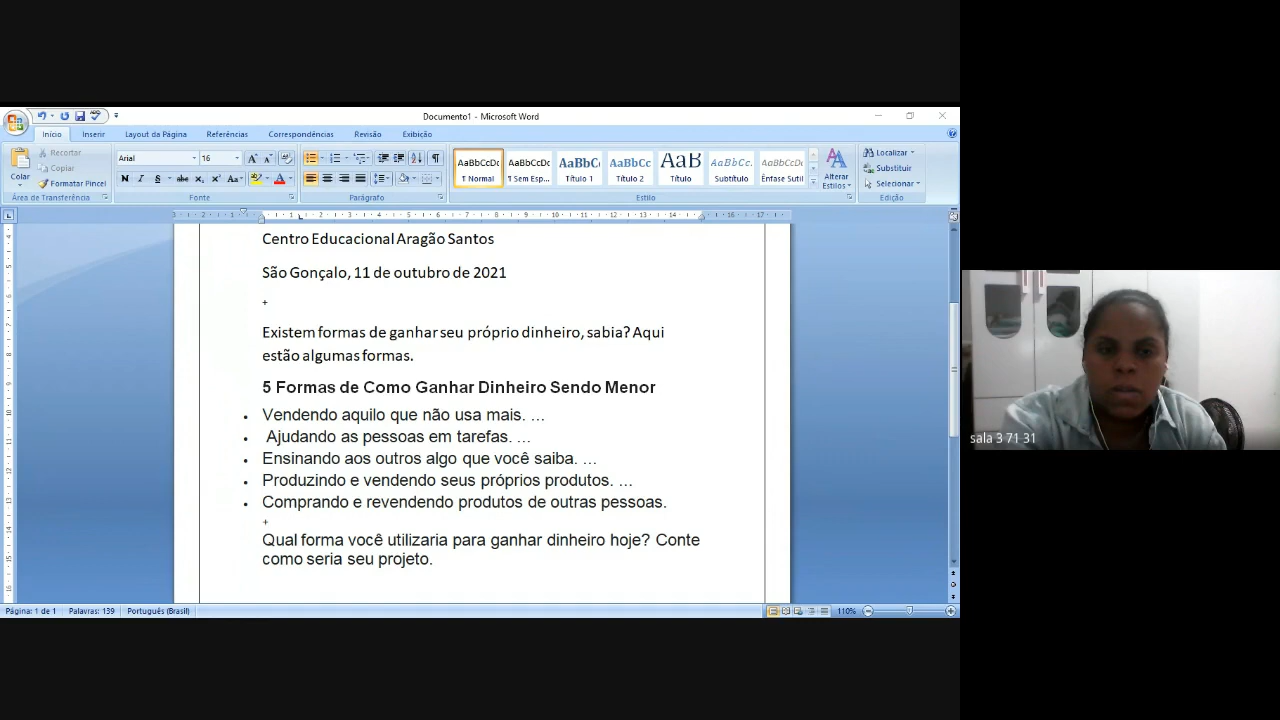 Documento1 - Microsoft Word
Início Inserir Layout da Página Referências Correspondências Revisão Exibição
Colar
Recortar
Copiar
Formatar Pincel
Área de Transferência
Arial 16
Fonte
Parágrafo
AaBbCcDc AaBbCcDc AaBbC AaBbCc AaB AaBbCc. AaBbCcDc
¶ Normal ¶ Sem Esp... Título 1 Título 2 Título Subtítulo Ênfase Sutil
Alterar Estilos
Estilo
Localizar
Substituir
Selecionar
Edição
Centro Educacional Aragão Santos
São Gonçalo, 11 de outubro de 2021
+
Existem formas de ganhar seu próprio dinheiro, sabia? Aqui
estão algumas formas.
5 Formas de Como Ganhar Dinheiro Sendo Menor
• Vendendo aquilo que não usa mais. ...
• Ajudando as pessoas em tarefas. ...
• Ensinando aos outros algo que você saiba. ...
• Produzindo e vendendo seus próprios produtos. ...
• Comprando e revendendo produtos de outras pessoas.
+
Qual forma você utilizaria para ganhar dinheiro hoje? Conte
como seria seu projeto.
Página: 1 de 1 Palavras: 139 Português (Brasil) 110%
sala 3 71 31